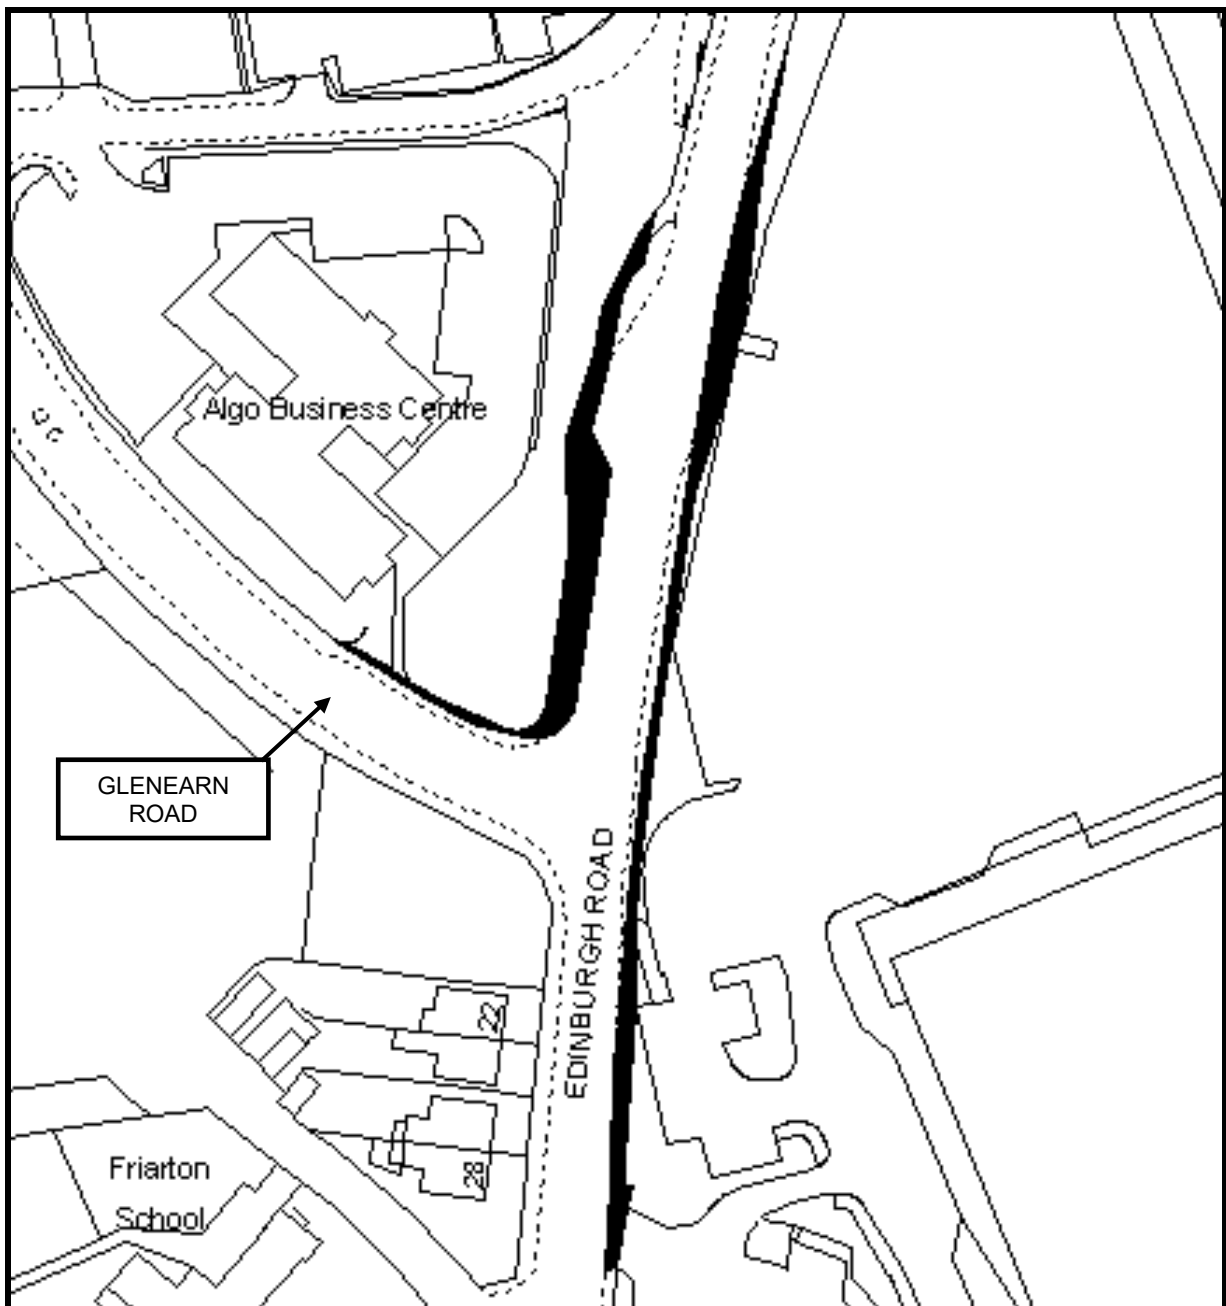 Algo Business Centre
GLENEARN
ROAD
EDINBURGH ROAD
22
28
Friarton
School